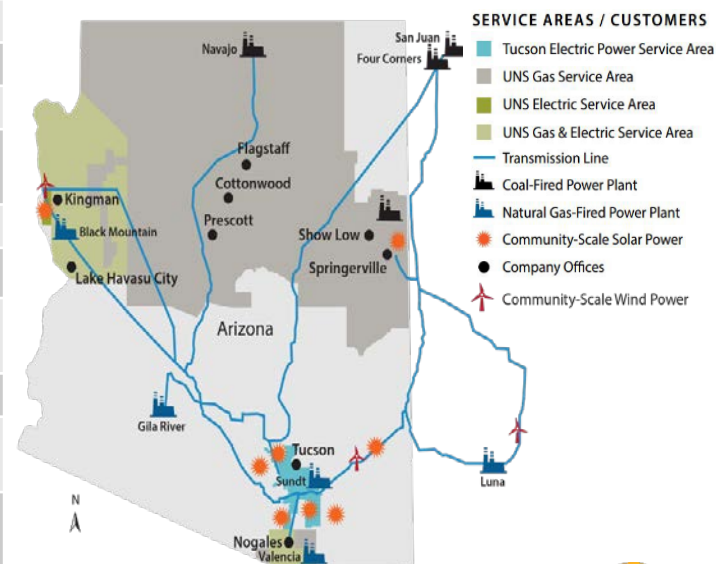 SERVICE AREAS / CUSTOMERS
Tucson Electric Power Service Area
UNS Gas Service Area
UNS Electric Service Area
UNS Gas & Electric Service Area
Transmission Line
Coal-Fired Power Plant
Natural Gas-Fired Power Plant
Community-Scale Solar Power
Company Offices
Community-Scale Wind Power
San Juan
Navajo
Four Corners
Flagstaff
Cottonwood
Kingman
Prescott
Black Mountain
Show Low
Springerville
Lake Havasu City
Arizona
Gila River
Tucson
Sundt
Luna
N
Nogales
Valencia